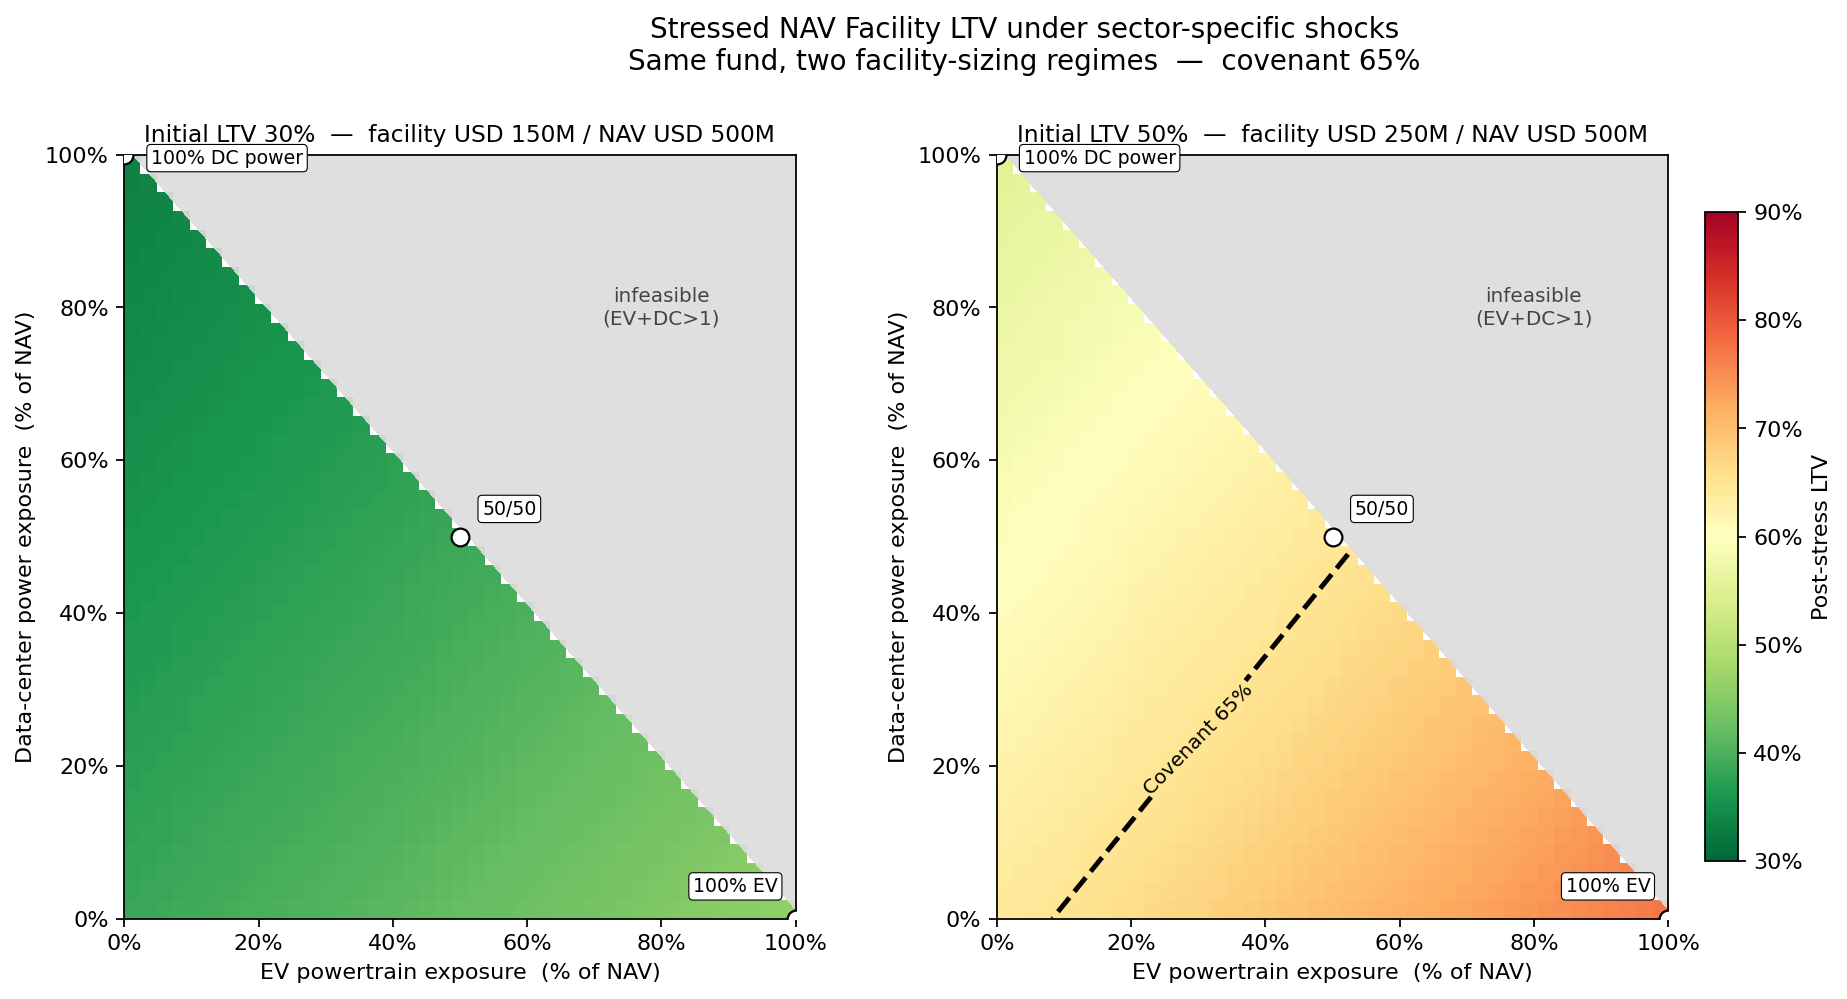 Stressed NAV Facility LTV under sector-specific shocks
Same fund, two facility-sizing regimes — covenant 65%
Initial LTV 30% — facility USD 150M / NAV USD 500M
100% DC power
infeasible
(EV+DC>1)
50/50
100% EV
100%
80%
60%
40%
20%
0%
Data-center power exposure (% of NAV)
0% 20% 40% 60% 80% 100%
EV powertrain exposure (% of NAV)
Initial LTV 50% — facility USD 250M / NAV USD 500M
100% DC power
infeasible
(EV+DC>1)
50/50
Covenant 65%
100% EV
100%
80%
60%
40%
20%
0%
Data-center power exposure (% of NAV)
0% 20% 40% 60% 80% 100%
EV powertrain exposure (% of NAV)
90%
80%
70%
60%
50%
40%
30%
Post-stress LTV